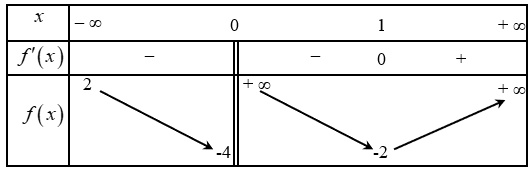 x − ∞ 0 1 + ∞
f′(x) − − 0 +
2 + ∞ + ∞
f(x)
-4 -2